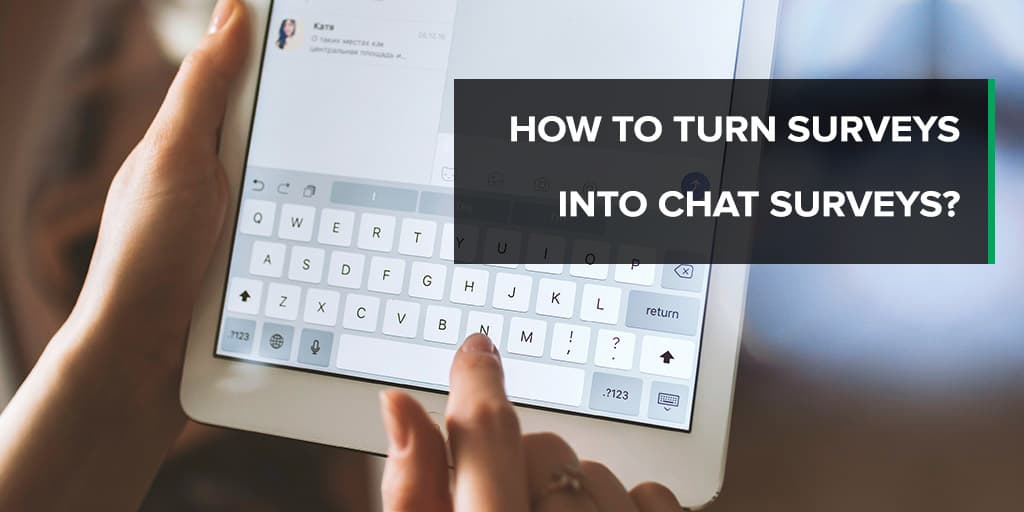 Катя
05.12.16
О таких местах как
центральная площадь и...
HOW TO TURN SURVEYS
INTO CHAT SURVEYS?
Q W E R T Y U I O P
A S D F G H J K L return
Z X C V B N M ! , ? .
.?123 .?123